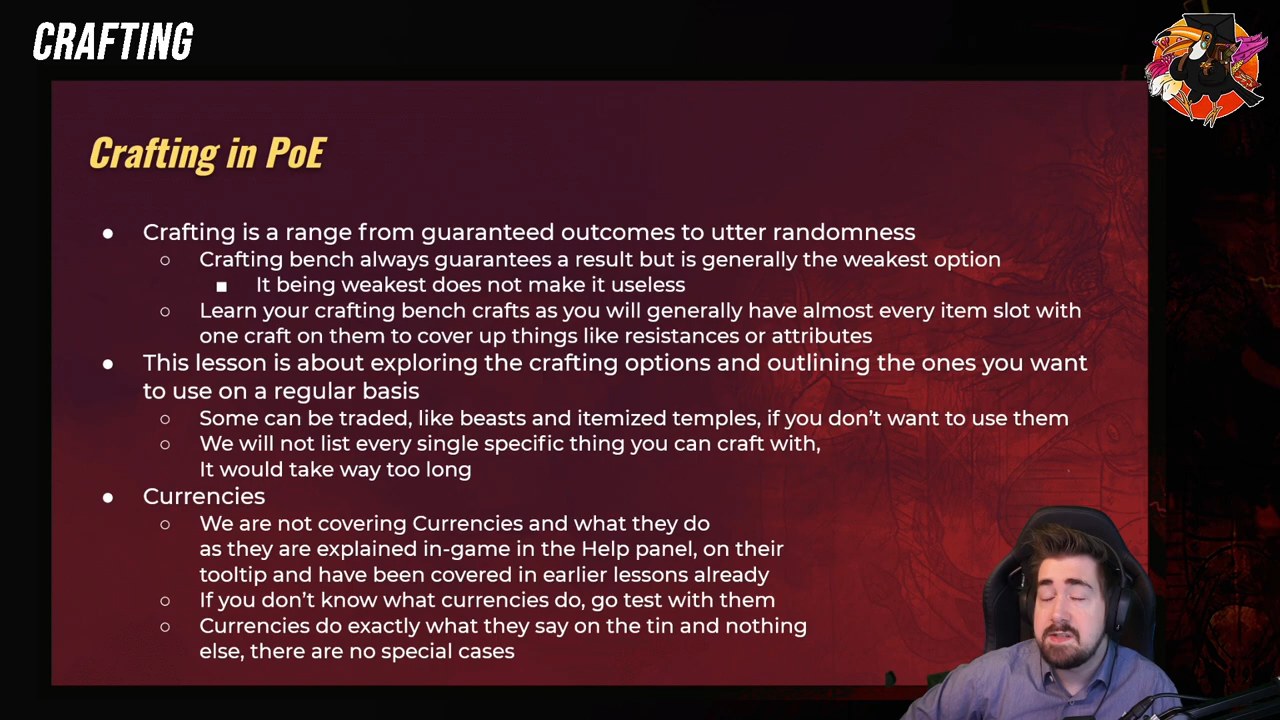 CRAFTING
Crafting in PoE
● Crafting is a range from guaranteed outcomes to utter randomness
○ Crafting bench always guarantees a result but is generally the weakest option
■ It being weakest does not make it useless
○ Learn your crafting bench crafts as you will generally have almost every item slot with
one craft on them to cover up things like resistances or attributes
● This lesson is about exploring the crafting options and outlining the ones you want
to use on a regular basis
○ Some can be traded, like beasts and itemized temples, if you don’t want to use them
○ We will not list every single specific thing you can craft with,
It would take way too long
● Currencies
○ We are not covering Currencies and what they do
as they are explained in-game in the Help panel, on their
tooltip and have been covered in earlier lessons already
○ If you don’t know what currencies do, go test with them
○ Currencies do exactly what they say on the tin and nothing
else, there are no special cases